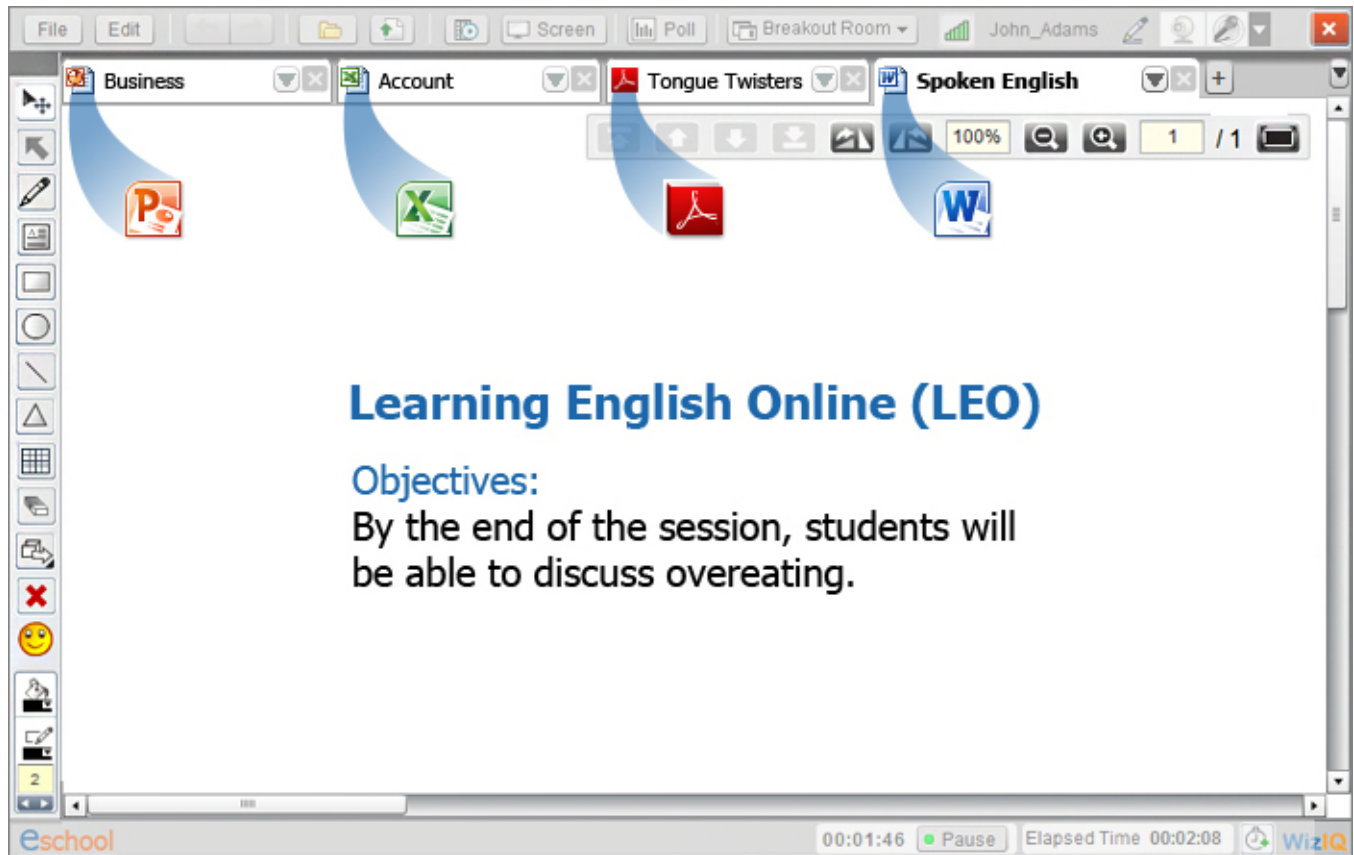 File Edit Screen Poll Breakout Room John_Adams
Business Account Tongue Twisters Spoken English +
100% 1 / 1
P X W
Learning English Online (LEO)
Objectives:
By the end of the session, students will
be able to discuss overeating.
2
eschool 00:01:46 Pause Elapsed Time 00:02:08 WizIQ